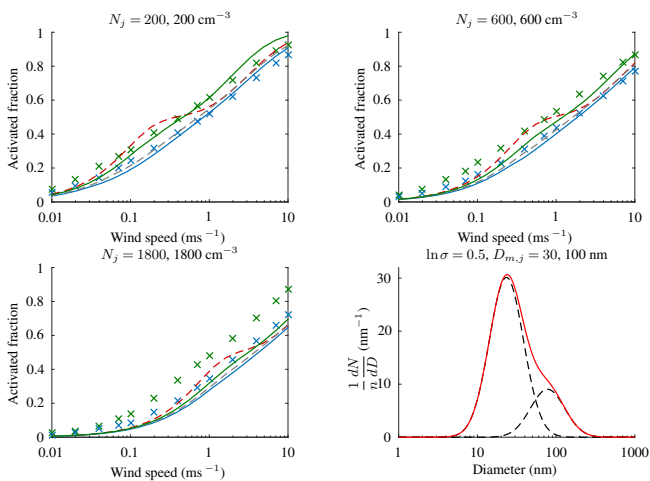 N_j = 200, 200 cm⁻³
Activated fraction
1
0.8
0.6
0.4
0.2
0
0.01 0.1 1 10
Wind speed (ms⁻¹)
N_j = 600, 600 cm⁻³
Activated fraction
1
0.8
0.6
0.4
0.2
0
0.01 0.1 1 10
Wind speed (ms⁻¹)
N_j = 1800, 1800 cm⁻³
Activated fraction
1
0.8
0.6
0.4
0.2
0
0.01 0.1 1 10
Wind speed (ms⁻¹)
ln σ = 0.5, D_{m,j} = 30, 100 nm
1/n dN/dD (nm⁻¹)
30
20
10
0
1 10 100 1000
Diameter (nm)